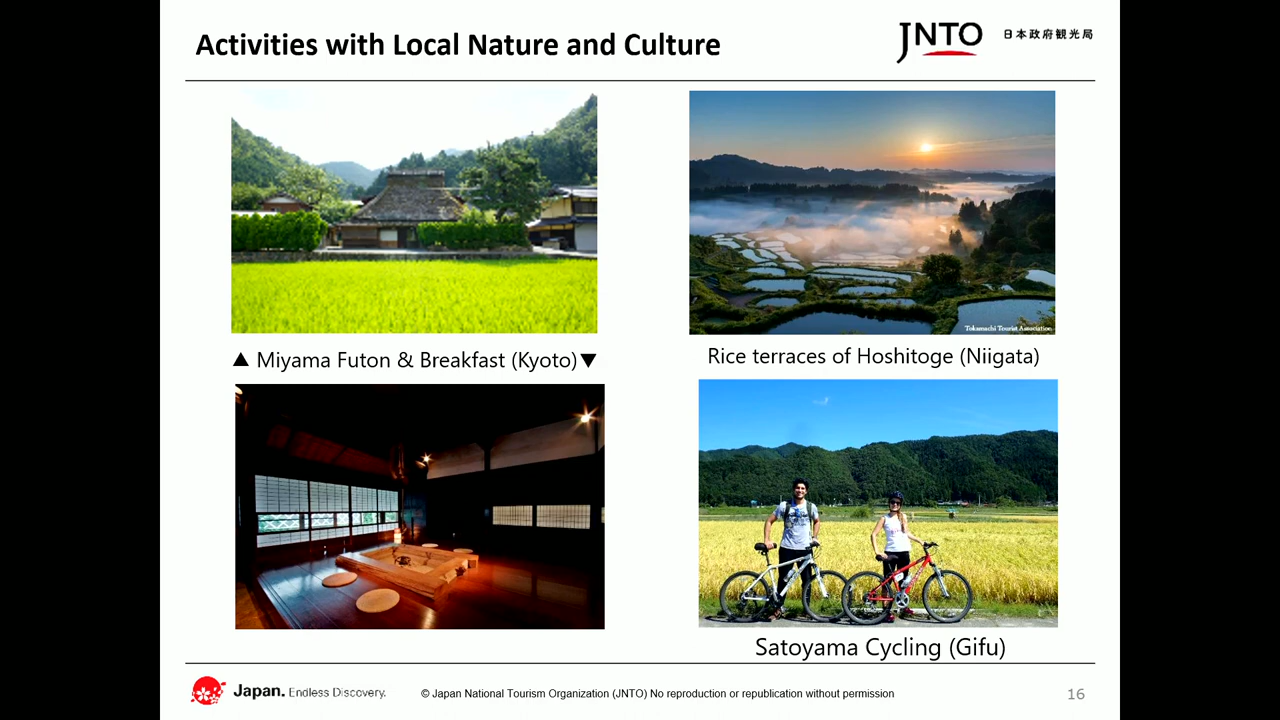 Activities with Local Nature and Culture
JNTO 日本政府観光局
Tokamachi Tourist Association
▲ Miyama Futon & Breakfast (Kyoto)▼
Rice terraces of Hoshitoge (Niigata)
Satoyama Cycling (Gifu)
Japan. Endless Discovery.
© Japan National Tourism Organization (JNTO) No reproduction or republication without permission
16